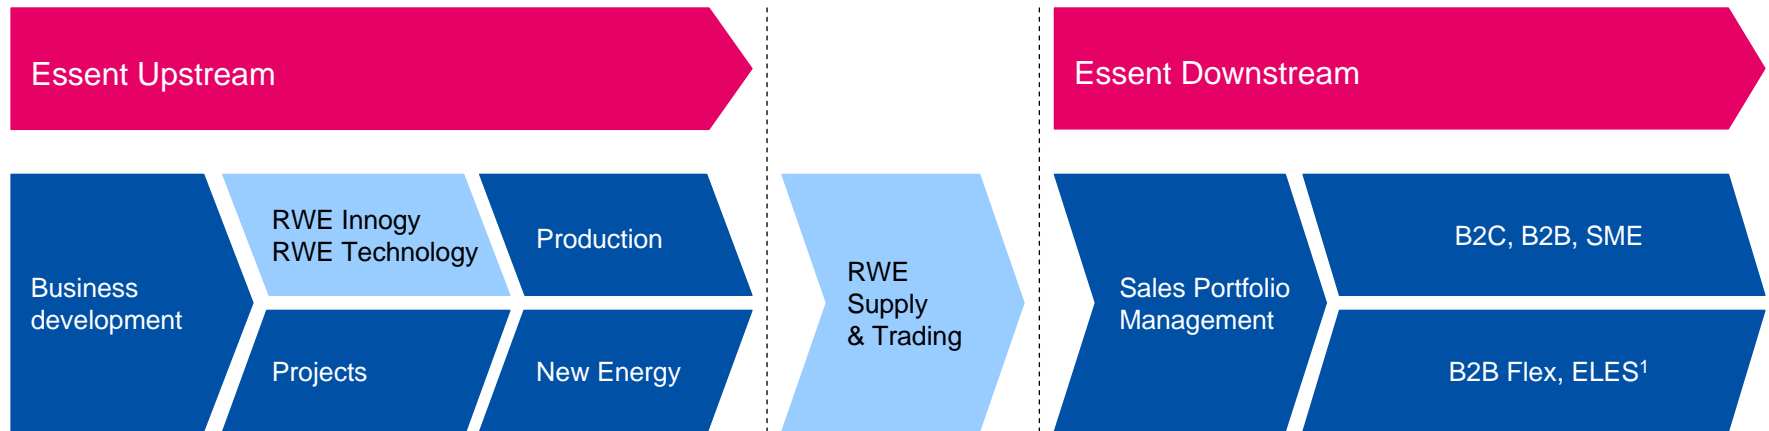 Essent Upstream
Essent Downstream
Business
development
RWE Innogy
RWE Technology
Projects
Production
New Energy
RWE
Supply
& Trading
Sales Portfolio
Management
B2C, B2B, SME
B2B Flex, ELES¹